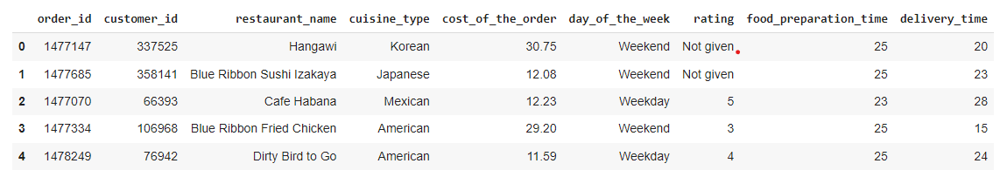 order_id customer_id restaurant_name cuisine_type cost_of_the_order day_of_the_week rating food_preparation_time delivery_time
0 1477147 337525 Hangawi Korean 30.75 Weekend Not given 25 20
1 1477685 358141 Blue Ribbon Sushi Izakaya Japanese 12.08 Weekend Not given 25 23
2 1477070 66393 Cafe Habana Mexican 12.23 Weekday 5 23 28
3 1477334 106968 Blue Ribbon Fried Chicken American 29.20 Weekend 3 25 15
4 1478249 76942 Dirty Bird to Go American 11.59 Weekday 4 25 24